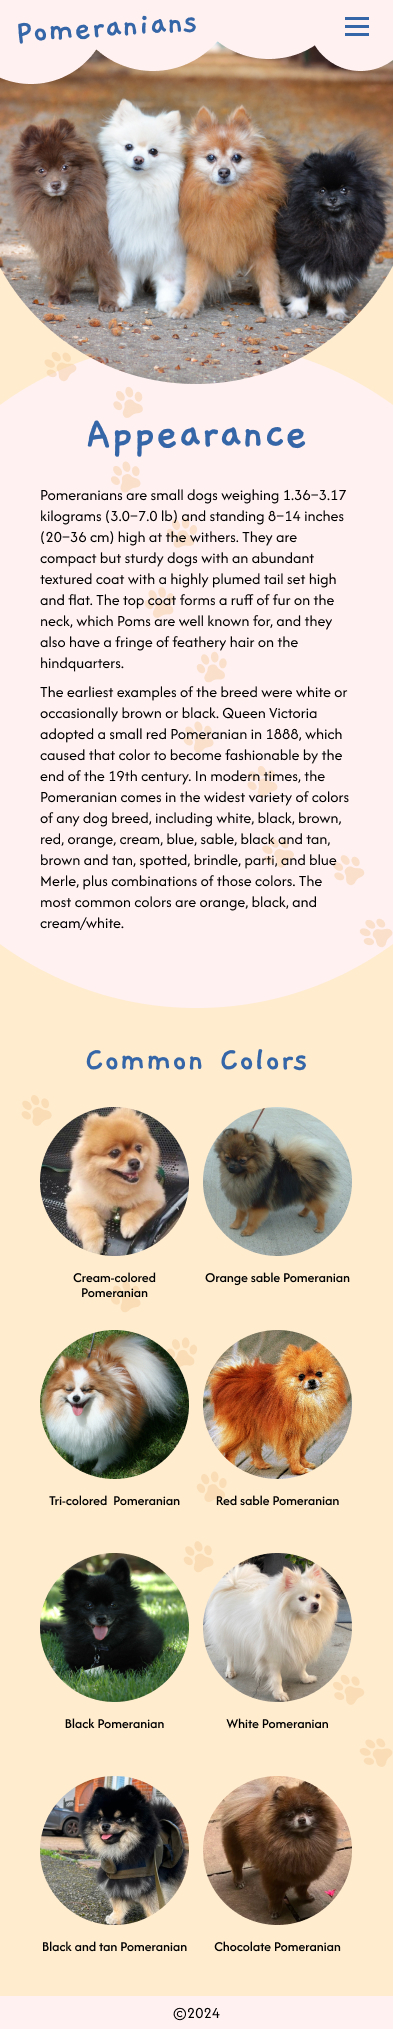 Pomeranians
Appearance
Pomeranians are small dogs weighing 1.36–3.17
kilograms (3.0–7.0 lb) and standing 8–14 inches
(20–36 cm) high at the withers. They are
compact but sturdy dogs with an abundant
textured coat with a highly plumed tail set high
and flat. The top coat forms a ruff of fur on the
neck, which Poms are well known for, and they
also have a fringe of feathery hair on the
hindquarters.
The earliest examples of the breed were white or
occasionally brown or black. Queen Victoria
adopted a small red Pomeranian in 1888, which
caused that color to become fashionable by the
end of the 19th century. In modern times, the
Pomeranian comes in the widest variety of colors
of any dog breed, including white, black, brown,
red, orange, cream, blue, sable, black and tan,
brown and tan, spotted, brindle, parti, and blue
Merle, plus combinations of those colors. The
most common colors are orange, black, and
cream/white.
Common Colors
Cream-colored
Pomeranian
Orange sable Pomeranian
Tri-colored Pomeranian
Red sable Pomeranian
Black Pomeranian
White Pomeranian
Black and tan Pomeranian
Chocolate Pomeranian
©2024